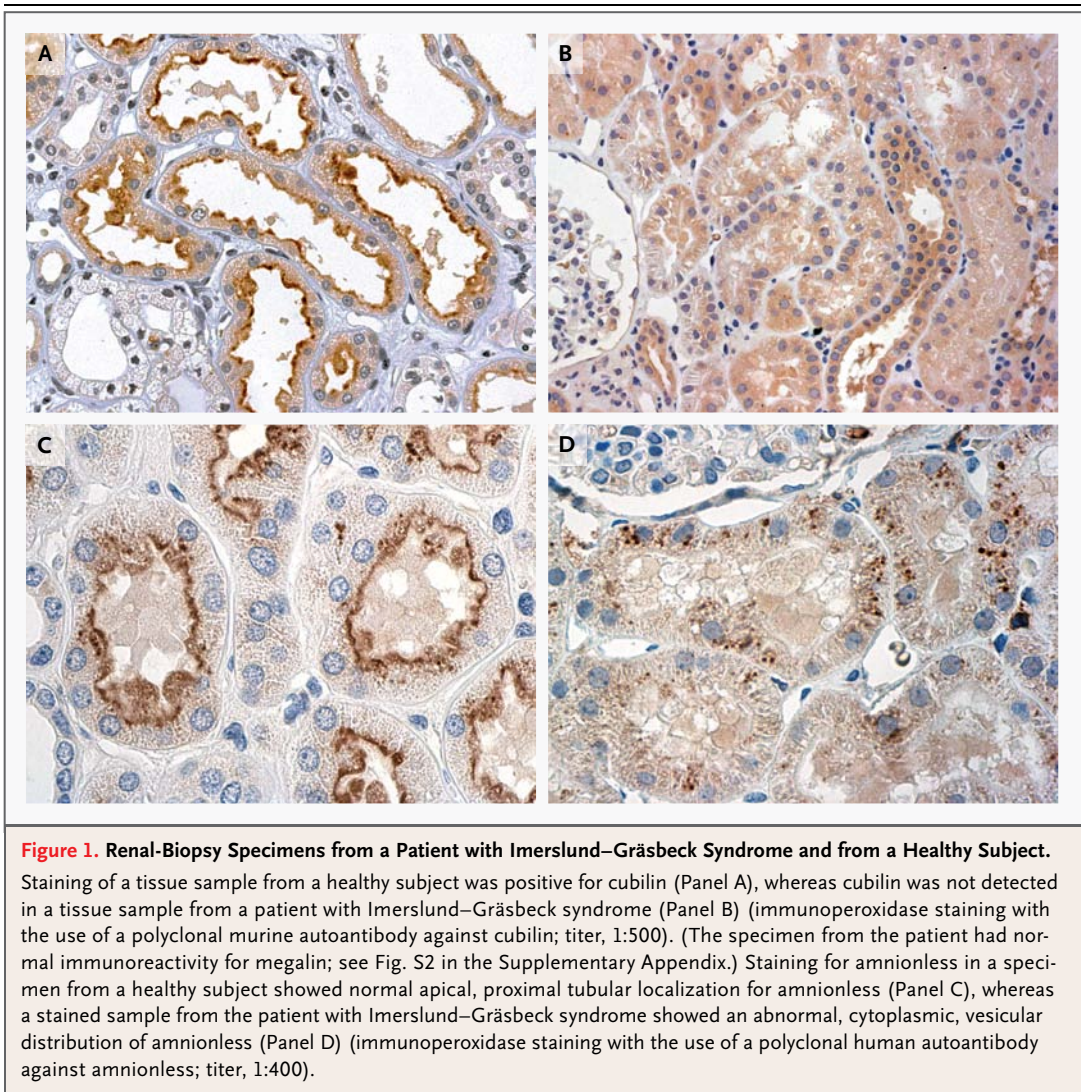 A
B
C
D
Figure 1. Renal-Biopsy Specimens from a Patient with Imerslund–Gräsbeck Syndrome and from a Healthy Subject.
Staining of a tissue sample from a healthy subject was positive for cubilin (Panel A), whereas cubilin was not detected
in a tissue sample from a patient with Imerslund–Gräsbeck syndrome (Panel B) (immunoperoxidase staining with
the use of a polyclonal murine autoantibody against cubilin; titer, 1:500). (The specimen from the patient had nor-
mal immunoreactivity for megalin; see Fig. S2 in the Supplementary Appendix.) Staining for amnionless in a speci-
men from a healthy subject showed normal apical, proximal tubular localization for amnionless (Panel C), whereas
a stained sample from the patient with Imerslund–Gräsbeck syndrome showed an abnormal, cytoplasmic, vesicular
distribution of amnionless (Panel D) (immunoperoxidase staining with the use of a polyclonal human autoantibody
against amnionless; titer, 1:400).